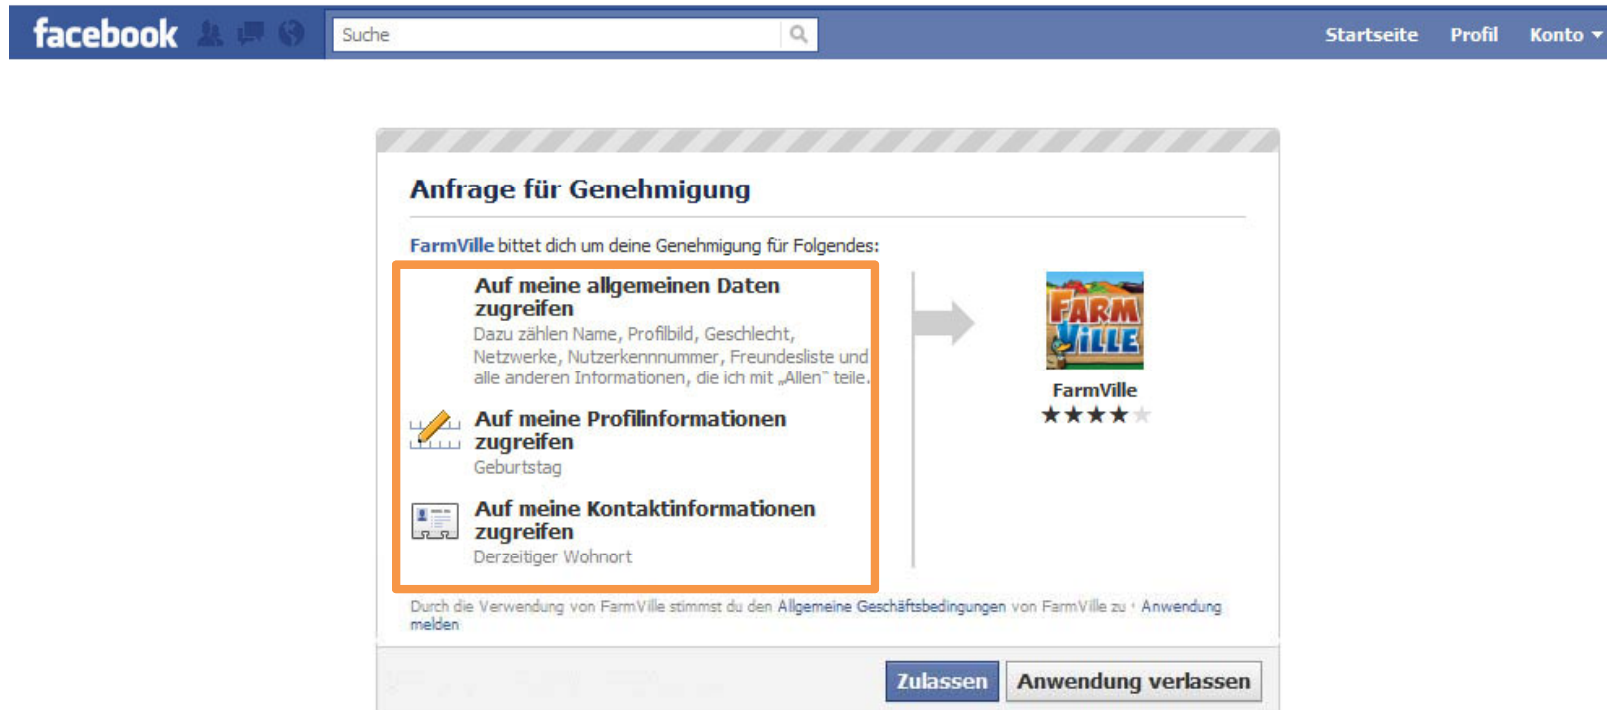 facebook
Suche
Startseite Profil Konto
Anfrage für Genehmigung
FarmVille bittet dich um deine Genehmigung für Folgendes:
Auf meine allgemeinen Daten
zugreifen
Dazu zählen Name, Profilbild, Geschlecht,
Netzwerke, Nutzerkennnummer, Freundesliste und
alle anderen Informationen, die ich mit „Allen“ teile.
Auf meine Profilinformationen
zugreifen
Geburtstag
Auf meine Kontaktinformationen
zugreifen
Derzeitiger Wohnort
FARM
VILLE
FarmVille
Durch die Verwendung von FarmVille stimmst du den Allgemeine Geschäftsbedingungen von FarmVille zu · Anwendung
melden
Zulassen Anwendung verlassen